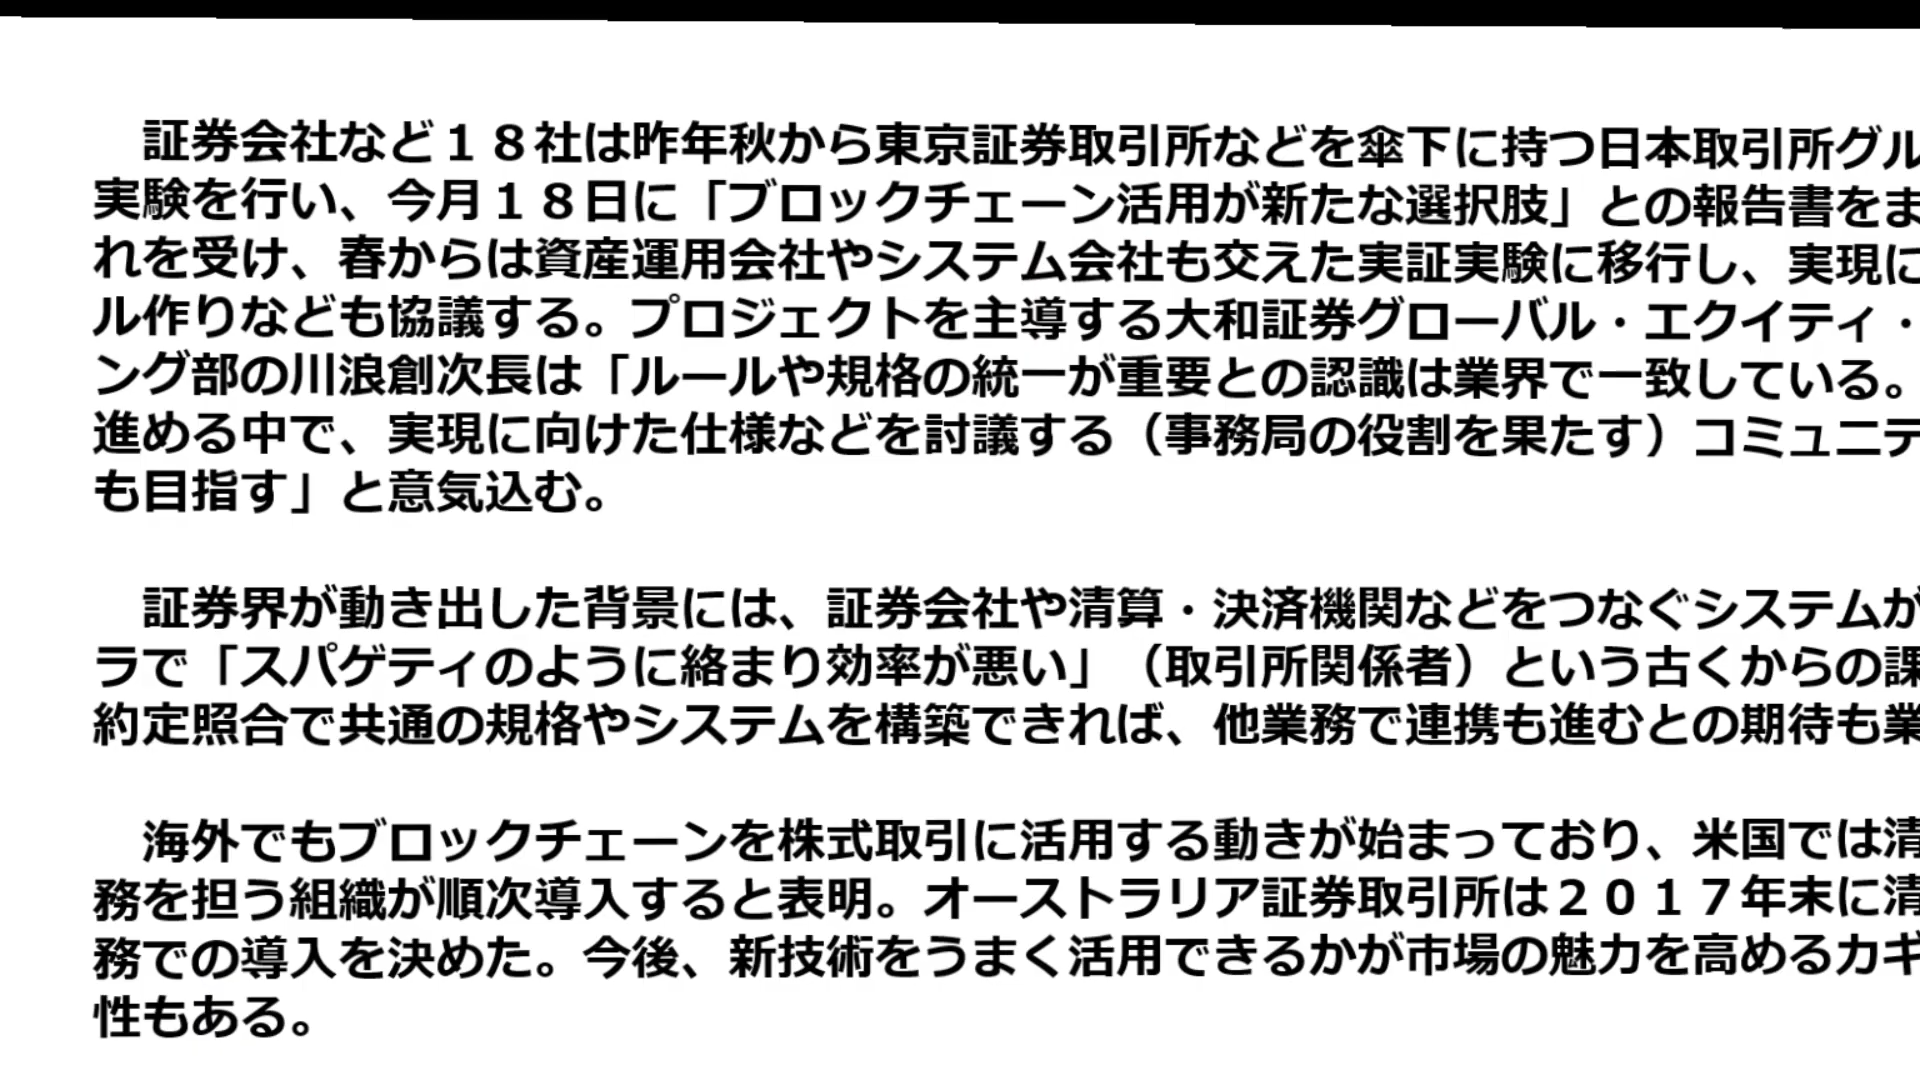 証券会社など１８社は昨年秋から東京証券取引所などを傘下に持つ日本取引所グル
実験を行い、今月１８日に「ブロックチェーン活用が新たな選択肢」との報告書をま
れを受け、春からは資産運用会社やシステム会社も交えた実証実験に移行し、実現に
ル作りなども協議する。プロジェクトを主導する大和証券グローバル・エクイティ・
ング部の川浪創次長は「ルールや規格の統一が重要との認識は業界で一致している。
進める中で、実現に向けた仕様などを討議する（事務局の役割を果たす）コミュニテ
も目指す」と意気込む。
証券界が動き出した背景には、証券会社や清算・決済機関などをつなぐシステムが
ラで「スパゲティのように絡まり効率が悪い」（取引所関係者）という古くからの課
約定照合で共通の規格やシステムを構築できれば、他業務で連携も進むとの期待も業
海外でもブロックチェーンを株式取引に活用する動きが始まっており、米国では清
務を担う組織が順次導入すると表明。オーストラリア証券取引所は２０１７年末に清
務での導入を決めた。今後、新技術をうまく活用できるかが市場の魅力を高めるカギ
性もある。